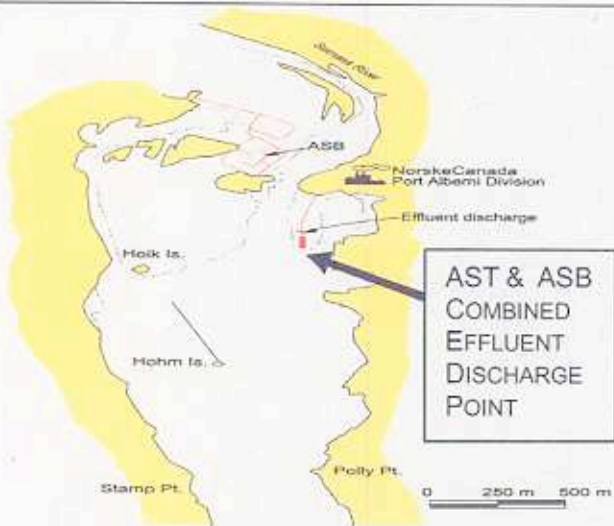 Somass River
ASB
NorskeCanada
Port Alberni Division
Effluent discharge
Hoik Is.
AST & ASB
COMBINED
EFFLUENT
DISCHARGE
POINT
Hohm Is.
Polly Pt.
Stamp Pt.
0 250 m 500 m